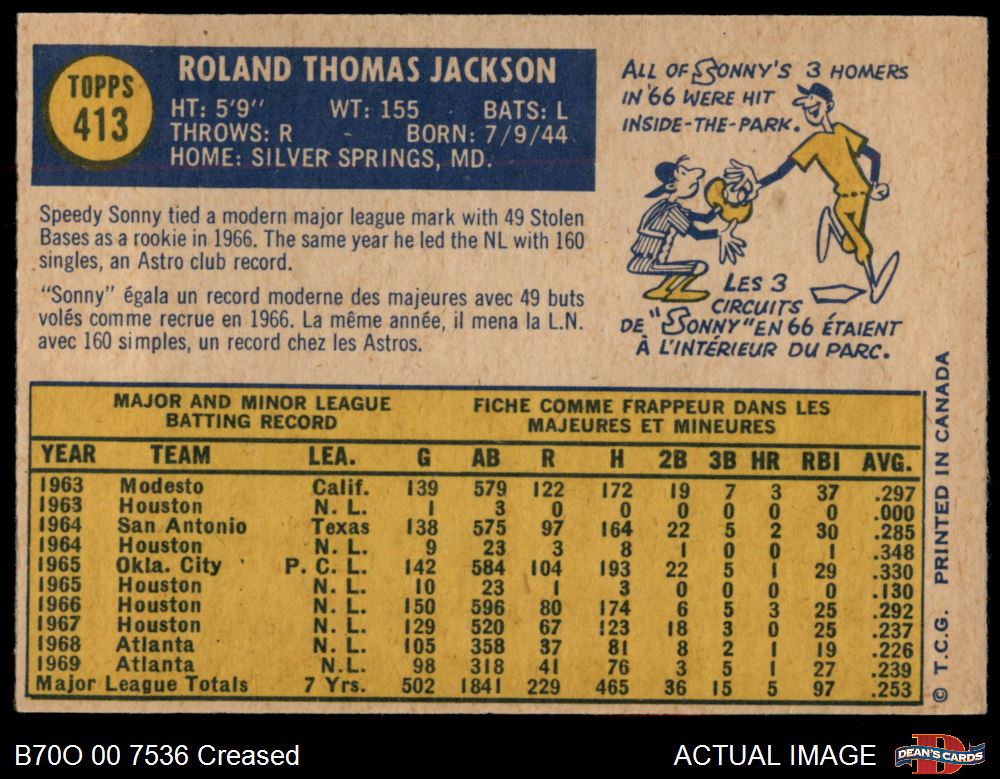 TOPPS
413
ROLAND THOMAS JACKSON
HT: 5'9" WT: 155 BATS: L
THROWS: R - BORN: 7/9/44
HOME: SILVER SPRINGS, MD.
ALL OF SONNY'S 3 HOMERS
IN '66 WERE HIT
INSIDE-THE-PARK.
Speedy Sonny tied a modern major league mark with 49 Stolen
Bases as a rookie in 1966. The same year he led the NL with 160
singles, an Astro club record.
"Sonny" égala un record moderne des majeures avec 49 buts
volés comme recrue en 1966. La même année, il mena la L.N.
avec 160 simples, un record chez les Astros.
LES 3
CIRCUITS
DE "SONNY" EN 66 ÉTAIENT
À L'INTÉRIEUR DU PARC.
MAJOR AND MINOR LEAGUE
BATTING RECORD
FICHE COMME FRAPPEUR DANS LES
MAJEURES ET MINEURES
YEAR TEAM LEA. G AB R H 2B 3B HR RBI AVG.
1963 Modesto Calif. 139 579 122 172 19 7 3 37 .297
1963 Houston N. L. 1 3 0 0 0 0 0 0 .000
1964 San Antonio Texas 138 575 97 164 22 5 2 30 .285
1964 Houston N. L. 9 23 3 8 1 0 0 1 .348
1965 Okla. City P. C. L. 142 584 104 193 22 5 1 29 .330
1965 Houston N. L. 10 23 1 3 0 0 0 0 .130
1966 Houston N. L. 150 596 80 174 6 5 3 25 .292
1967 Houston N. L. 129 520 67 123 18 3 0 25 .237
1968 Atlanta N. L. 105 358 37 81 8 2 1 19 .226
1969 Atlanta N.L. 98 318 41 76 3 5 1 27 .239
Major League Totals 7 Yrs. 502 1841 229 465 36 15 5 97 .253
© T.C.G. PRINTED IN CANADA
B70O 00 7536 Creased
ACTUAL IMAGE
DEAN'S CARDS